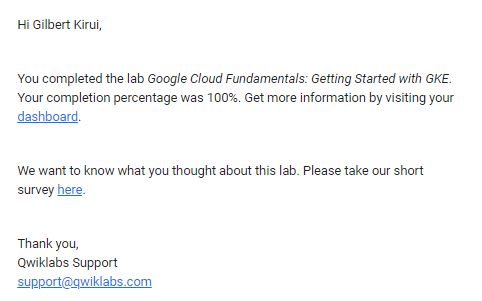 Hi Gilbert Kirui,
You completed the lab Google Cloud Fundamentals: Getting Started with GKE.
Your completion percentage was 100%. Get more information by visiting your
dashboard.
We want to know what you thought about this lab. Please take our short
survey here.
Thank you,
Qwiklabs Support
support@qwiklabs.com